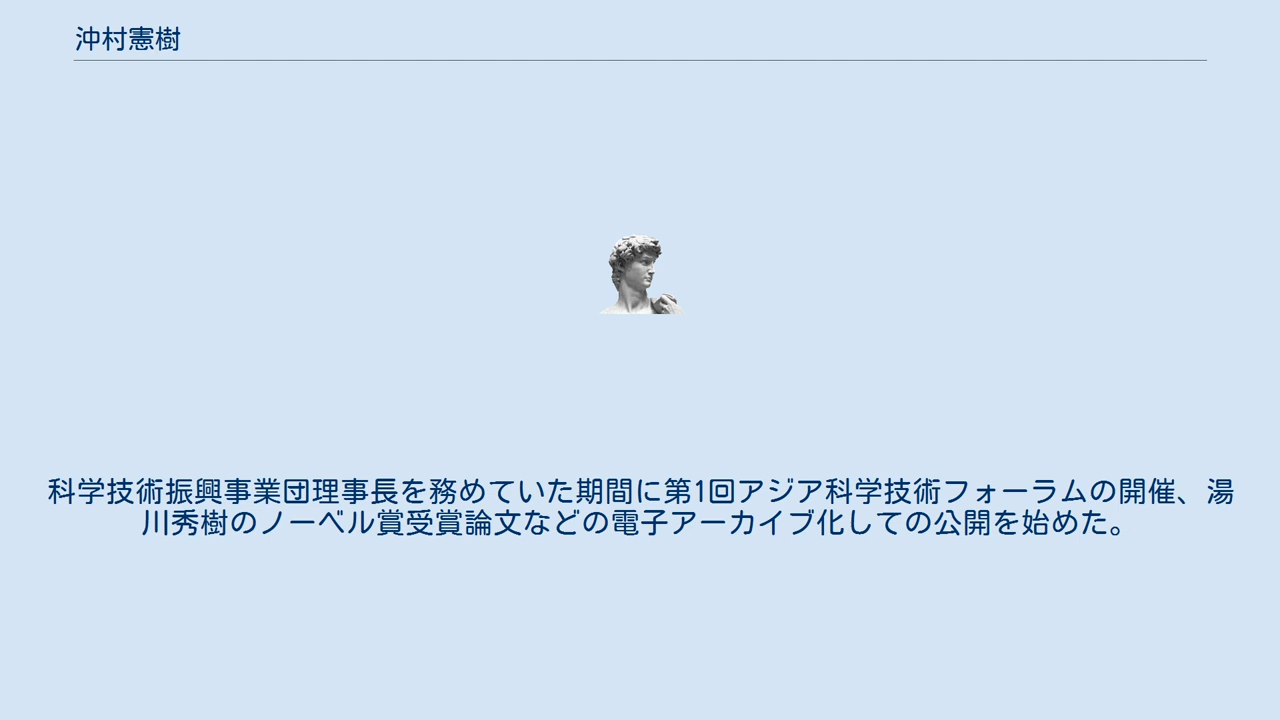 沖村憲樹
科学技術振興事業団理事長を務めていた期間に第1回アジア科学技術フォーラムの開催、湯
川秀樹のノーベル賞受賞論文などの電子アーカイブ化しての公開を始めた。